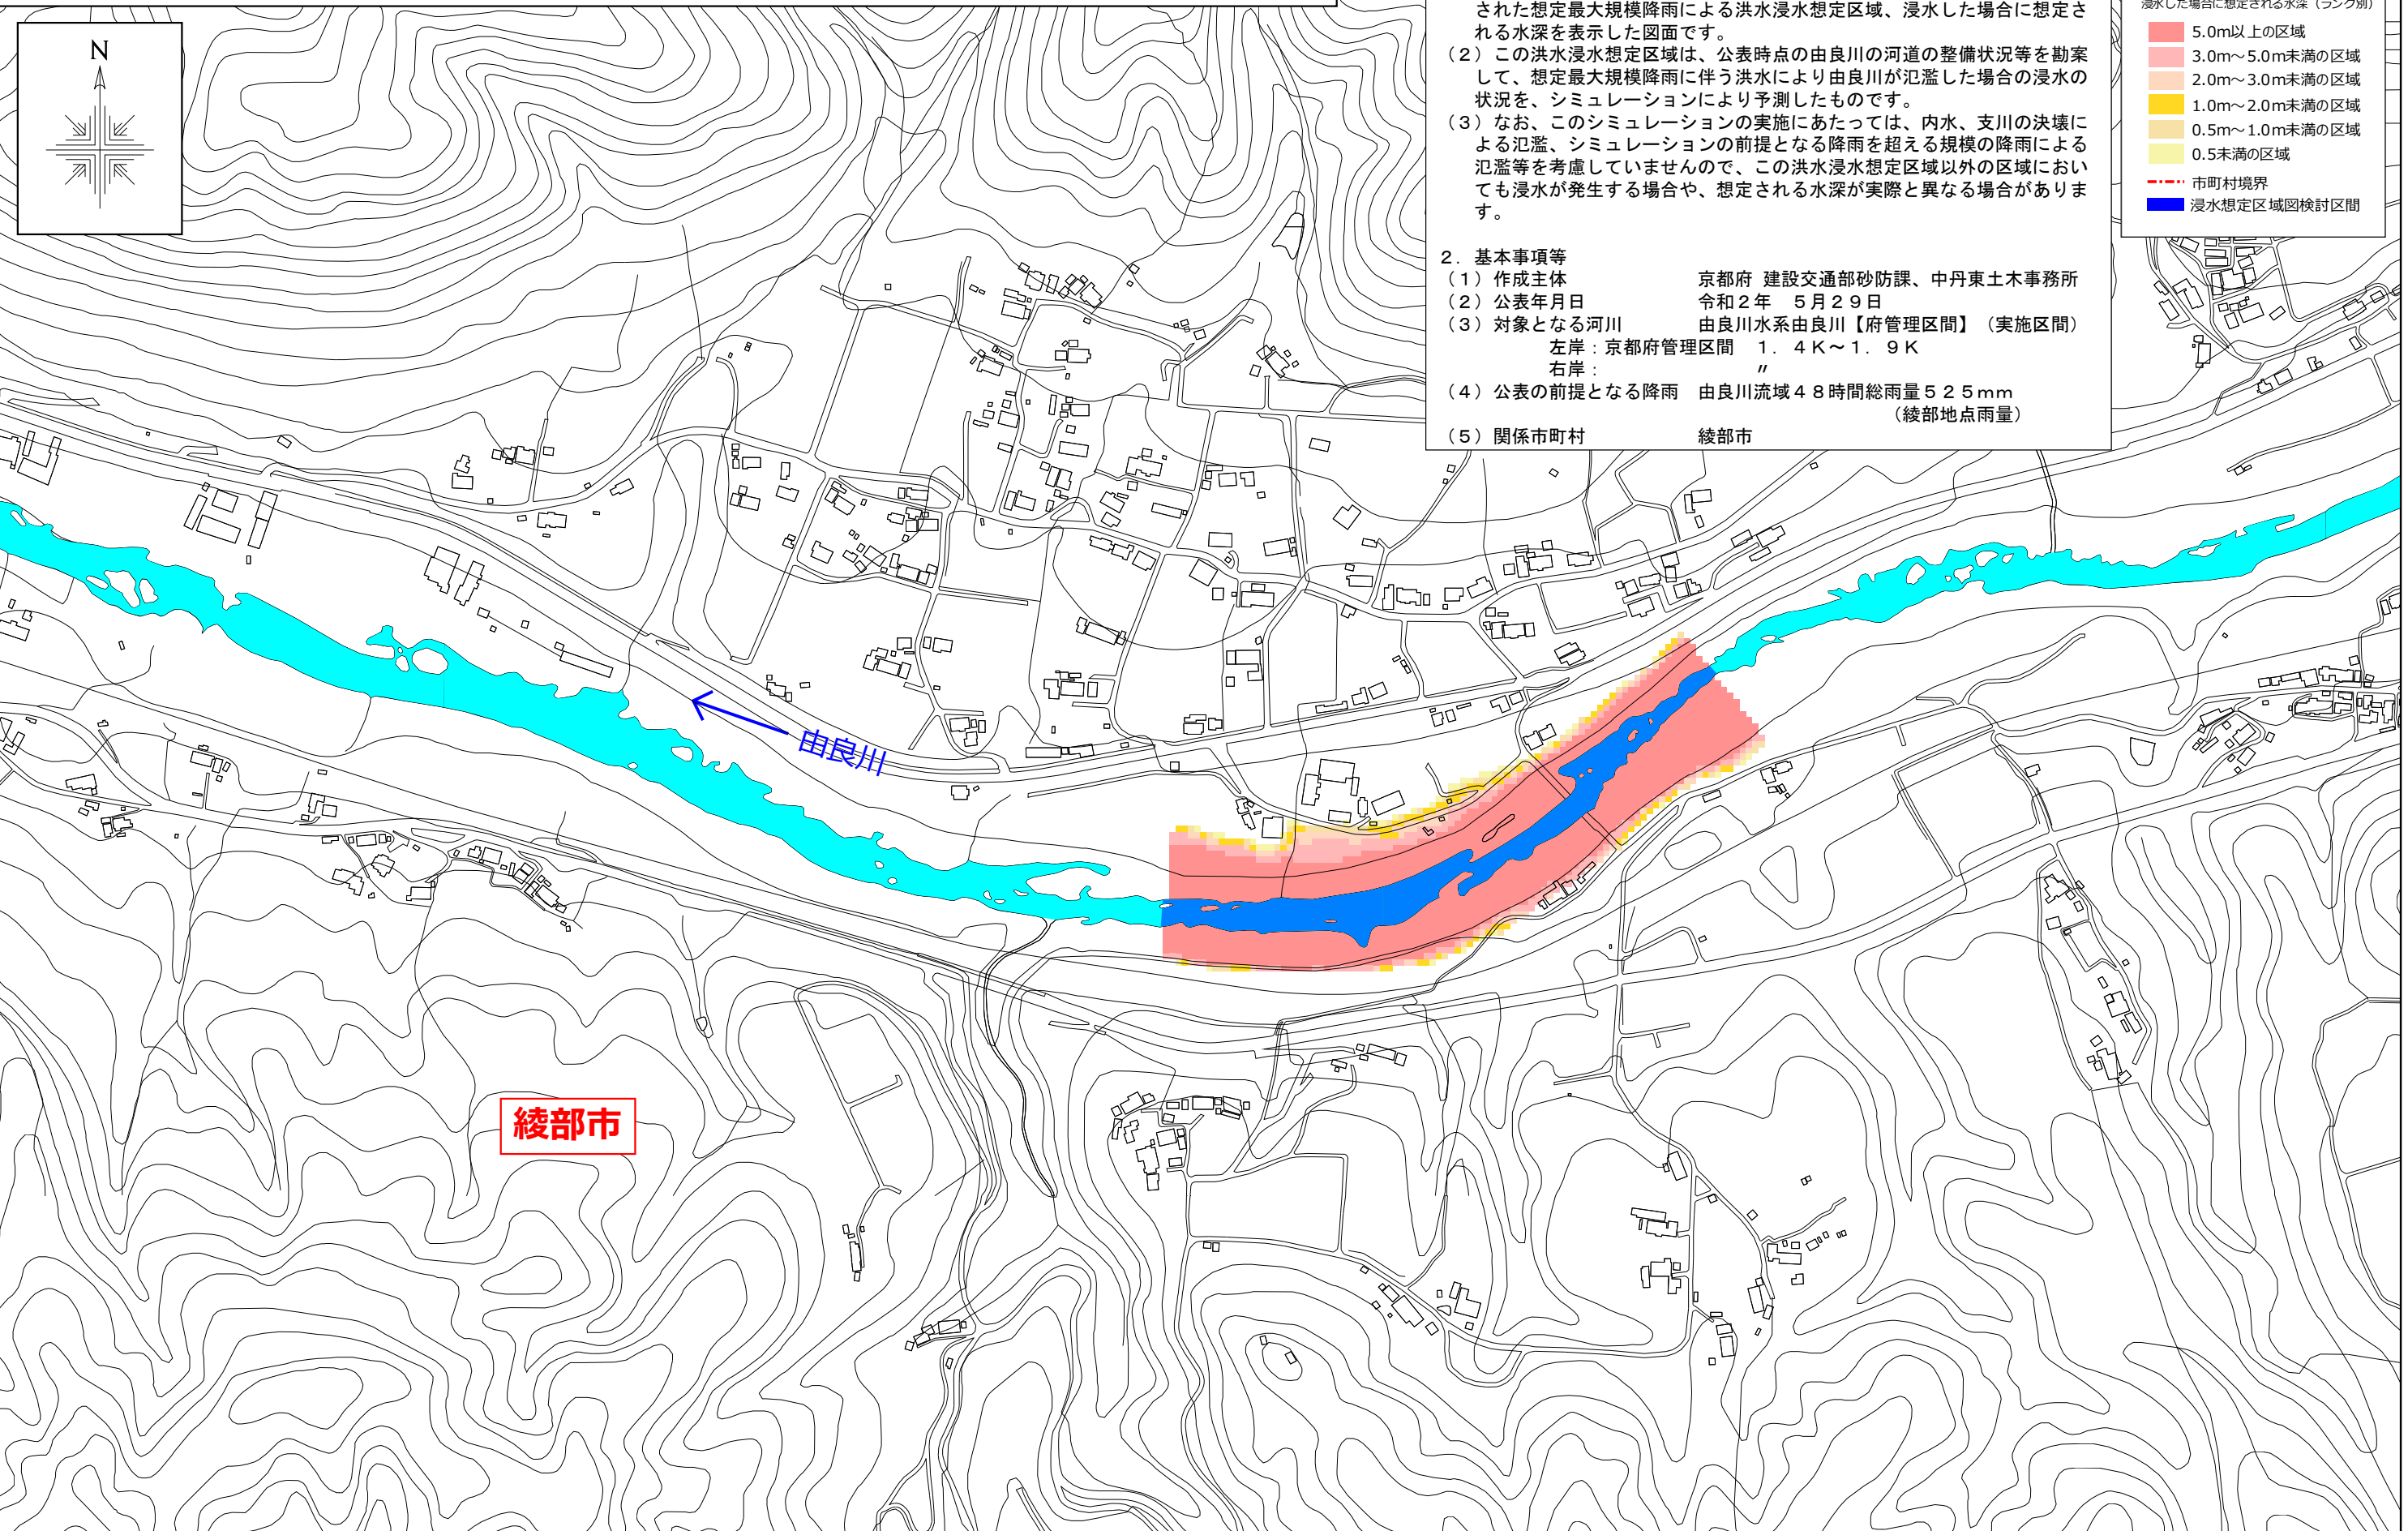 N
された想定最大規模降雨による洪水浸水想定区域、浸水した場合に想定さ
れる水深を表示した図面です。
（２）この洪水浸水想定区域は、公表時点の由良川の河道の整備状況等を勘案
して、想定最大規模降雨に伴う洪水により由良川が氾濫した場合の浸水の
状況を、シミュレーションにより予測したものです。
（３）なお、このシミュレーションの実施にあたっては、内水、支川の決壊に
よる氾濫、シミュレーションの前提となる降雨を超える規模の降雨による
氾濫等を考慮していませんので、この洪水浸水想定区域以外の区域におい
ても浸水が発生する場合や、想定される水深が実際と異なる場合がありま
す。
２．基本事項等
（１）作成主体 京都府 建設交通部砂防課、中丹東土木事務所
（２）公表年月日 令和２年 ５月２９日
（３）対象となる河川 由良川水系由良川【府管理区間】（実施区間）
左岸：京都府管理区間 １．４Ｋ～１．９Ｋ
右岸： 〃
（４）公表の前提となる降雨 由良川流域４８時間総雨量５２５mm
（綾部地点雨量）
（５）関係市町村 綾部市
浸水した場合に想定される水深（ランク別）
5.0m以上の区域
3.0m～5.0m未満の区域
2.0m～3.0m未満の区域
1.0m～2.0m未満の区域
0.5m～1.0m未満の区域
0.5未満の区域
市町村境界
浸水想定区域図検討区間
由良川
綾部市